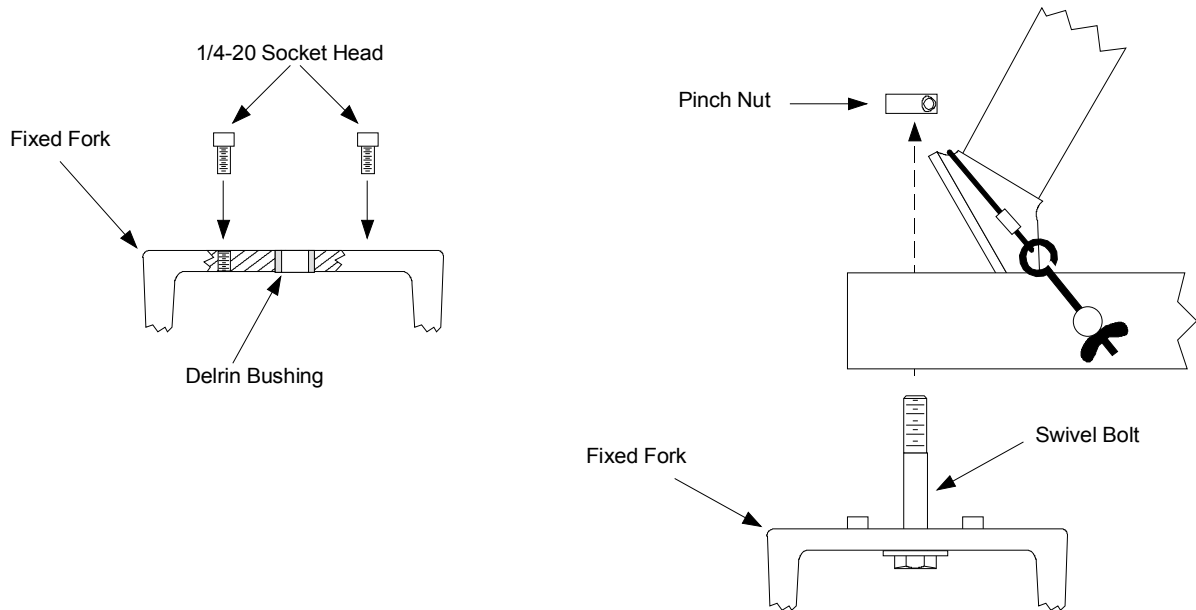 1/4-20 Socket Head
Fixed Fork
Delrin Bushing
Pinch Nut
Swivel Bolt
Fixed Fork